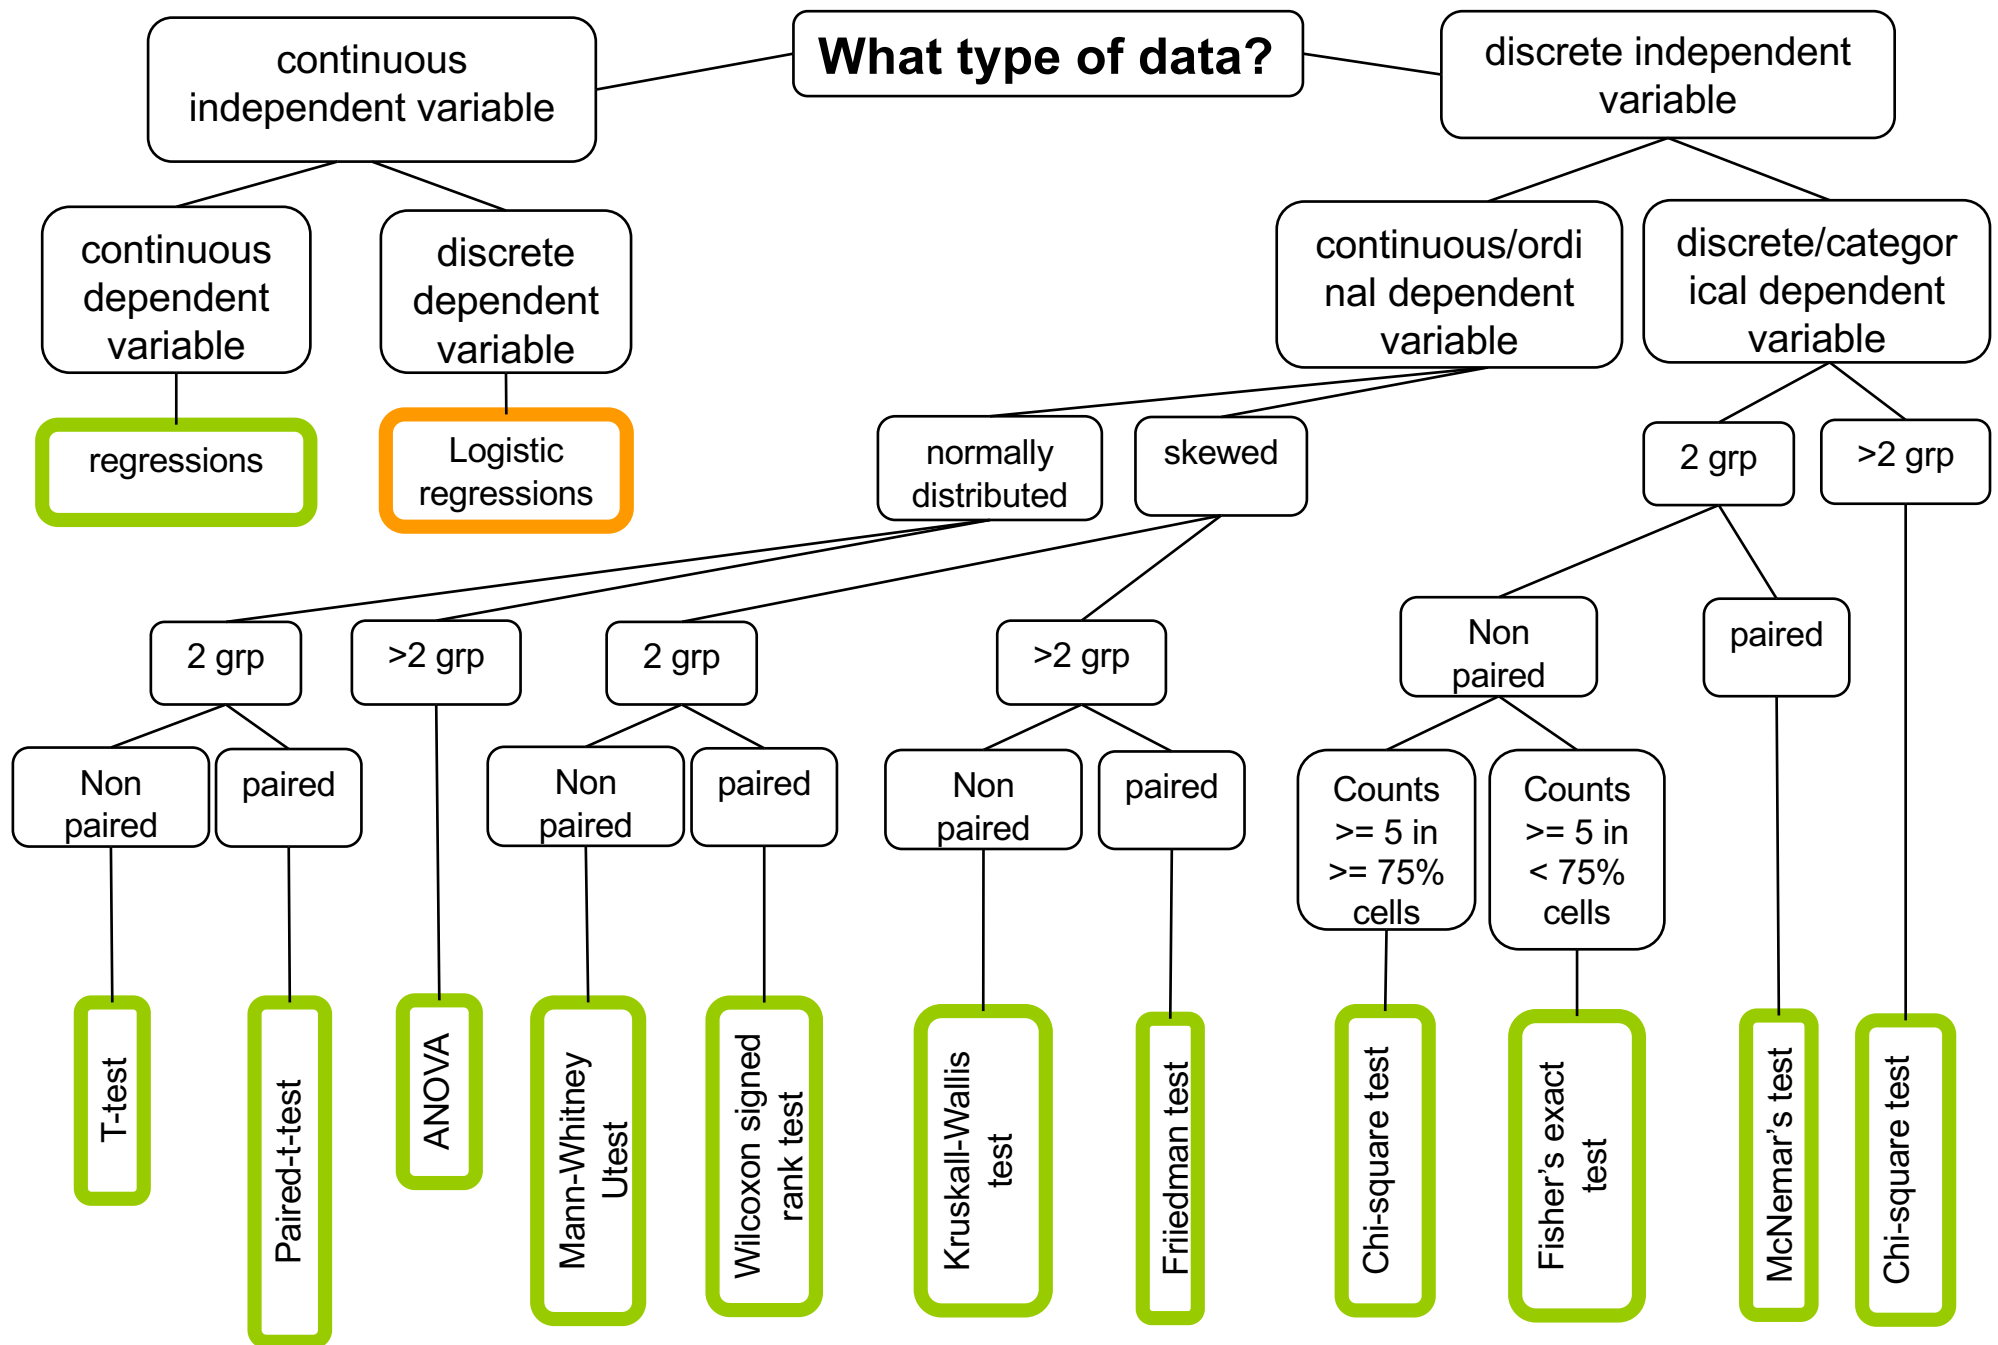 What type of data?
continuous
independent variable
discrete independent
variable
continuous
dependent
variable
discrete
dependent
variable
continuous/ordi
nal dependent
variable
discrete/categor
ical dependent
variable
regressions
Logistic
regressions
normally
distributed
skewed
2 grp
>2 grp
2 grp
>2 grp
2 grp
>2 grp
Non
paired
paired
Non
paired
paired
Non
paired
paired
Non
paired
paired
Counts
>= 5 in
>= 75%
cells
Counts
>= 5 in
< 75%
cells
T-test
Paired-t-test
ANOVA
Mann-Whitney
Utest
Wilcoxon signed
rank test
Kruskall-Wallis
test
Friiedman test
Chi-square test
Fisher’s exact
test
McNemar’s test
Chi-square test